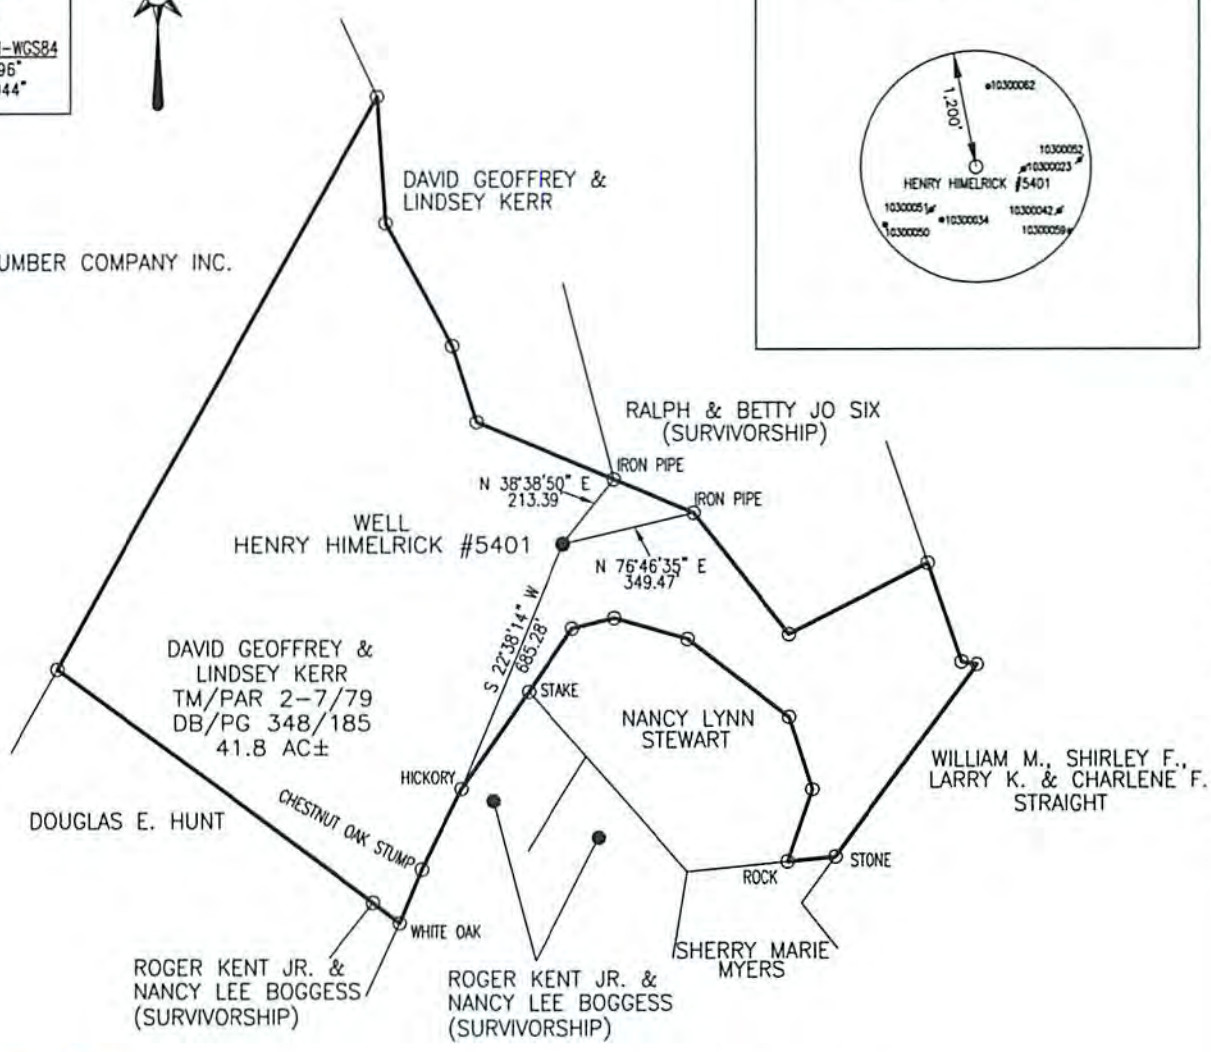 96"
44"
DAVID GEOFFREY &
LINDSEY KERR
UMBER COMPANY INC.
1,200'
10300062
10300052
10300023
HENRY HIMELRICK #5401
10300051
10300042
10300034
10300050
10300059
RALPH & BETTY JO SIX
(SURVIVORSHIP)
IRON PIPE
N 38°38'50" E
213.39'
IRON PIPE
WELL
HENRY HIMELRICK #5401
N 76°46'35" E
349.47'
S 22°38'14" W
685.28'
DAVID GEOFFREY &
LINDSEY KERR
TM/PAR 2-7/79
DB/PG 348/185
41.8 AC±
STAKE
NANCY LYNN
STEWART
WILLIAM M., SHIRLEY F.,
LARRY K. & CHARLENE F.
STRAIGHT
HICKORY
CHESTNUT OAK STUMP
DOUGLAS E. HUNT
ROCK
STONE
WHITE OAK
SHERRY MARIE
MYERS
ROGER KENT JR. &
NANCY LEE BOGGESS
(SURVIVORSHIP)
ROGER KENT JR. &
NANCY LEE BOGGESS
(SURVIVORSHIP)